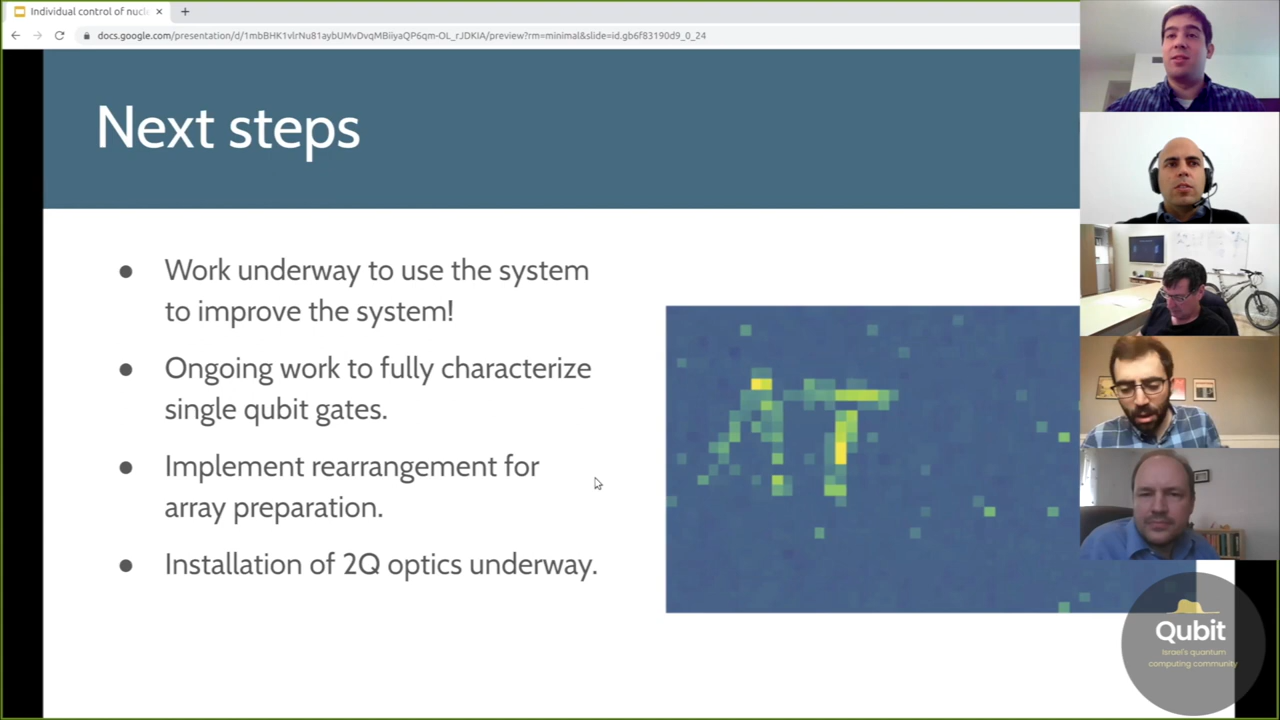 Individual control of nucl
docs.google.com/presentation/d/1mbBHK1vlrNu81aybUMvDvqMBiiyaQP6qm-OL_rJDKIA/preview?rm=minimal&slide=id.gb6f83190d9_0_24
Next steps
● Work underway to use the system
to improve the system!
● Ongoing work to fully characterize
single qubit gates.
● Implement rearrangement for
array preparation.
● Installation of 2Q optics underway.
AT
Qubit
Israel's quantum
computing community